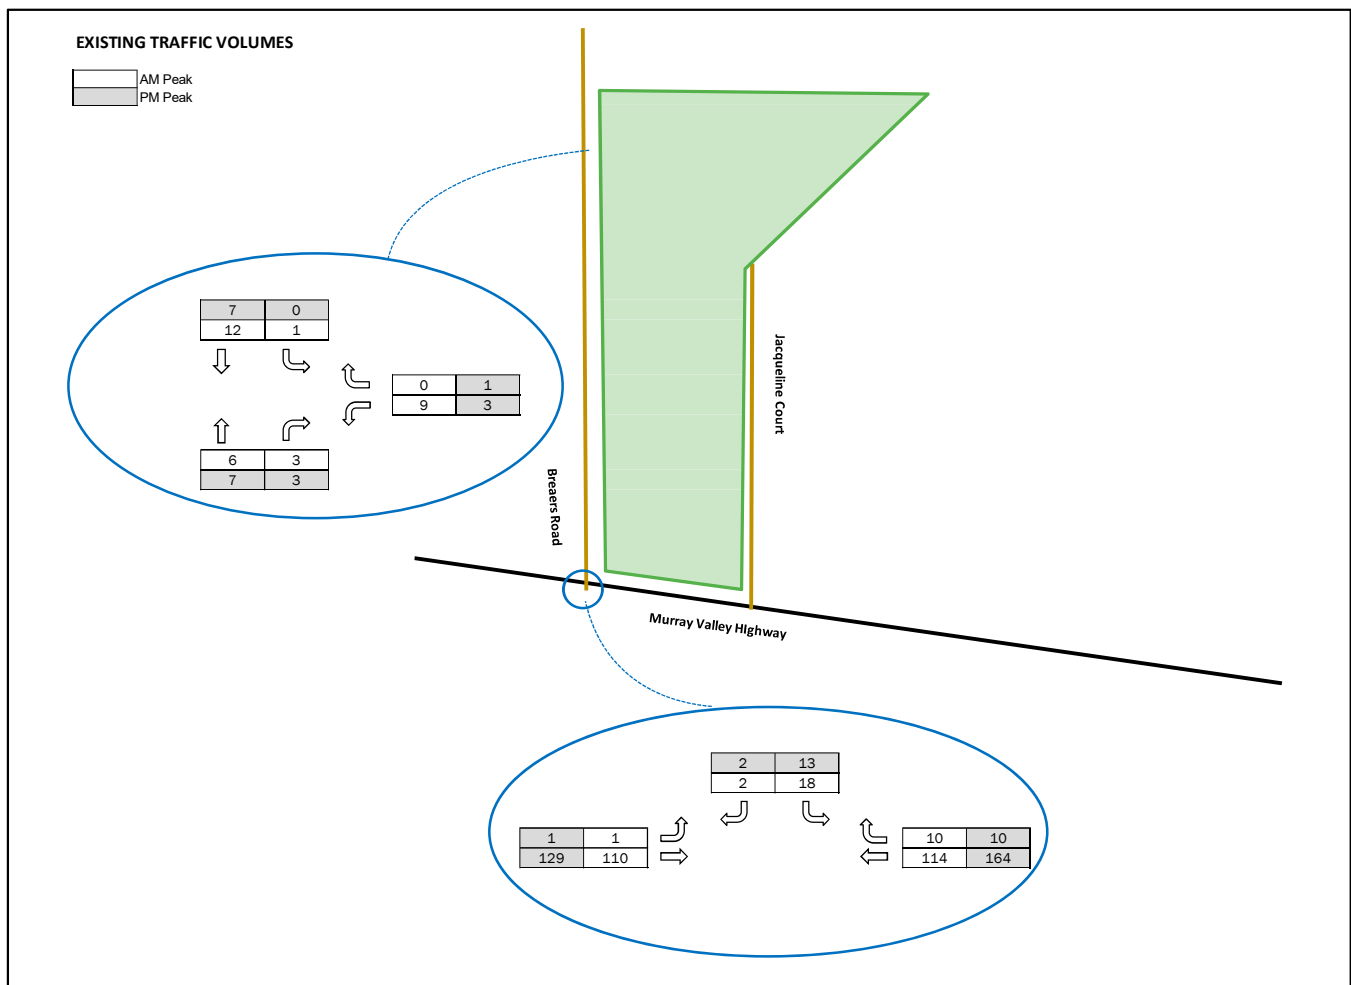 EXISTING TRAFFIC VOLUMES
AM Peak
PM Peak
7 0
12 1
0 1
9 3
6 3
7 3
Breaers Road
Jacqueline Court
Murray Valley HIghway
2 13
2 18
1 1
129 110
10 10
114 164